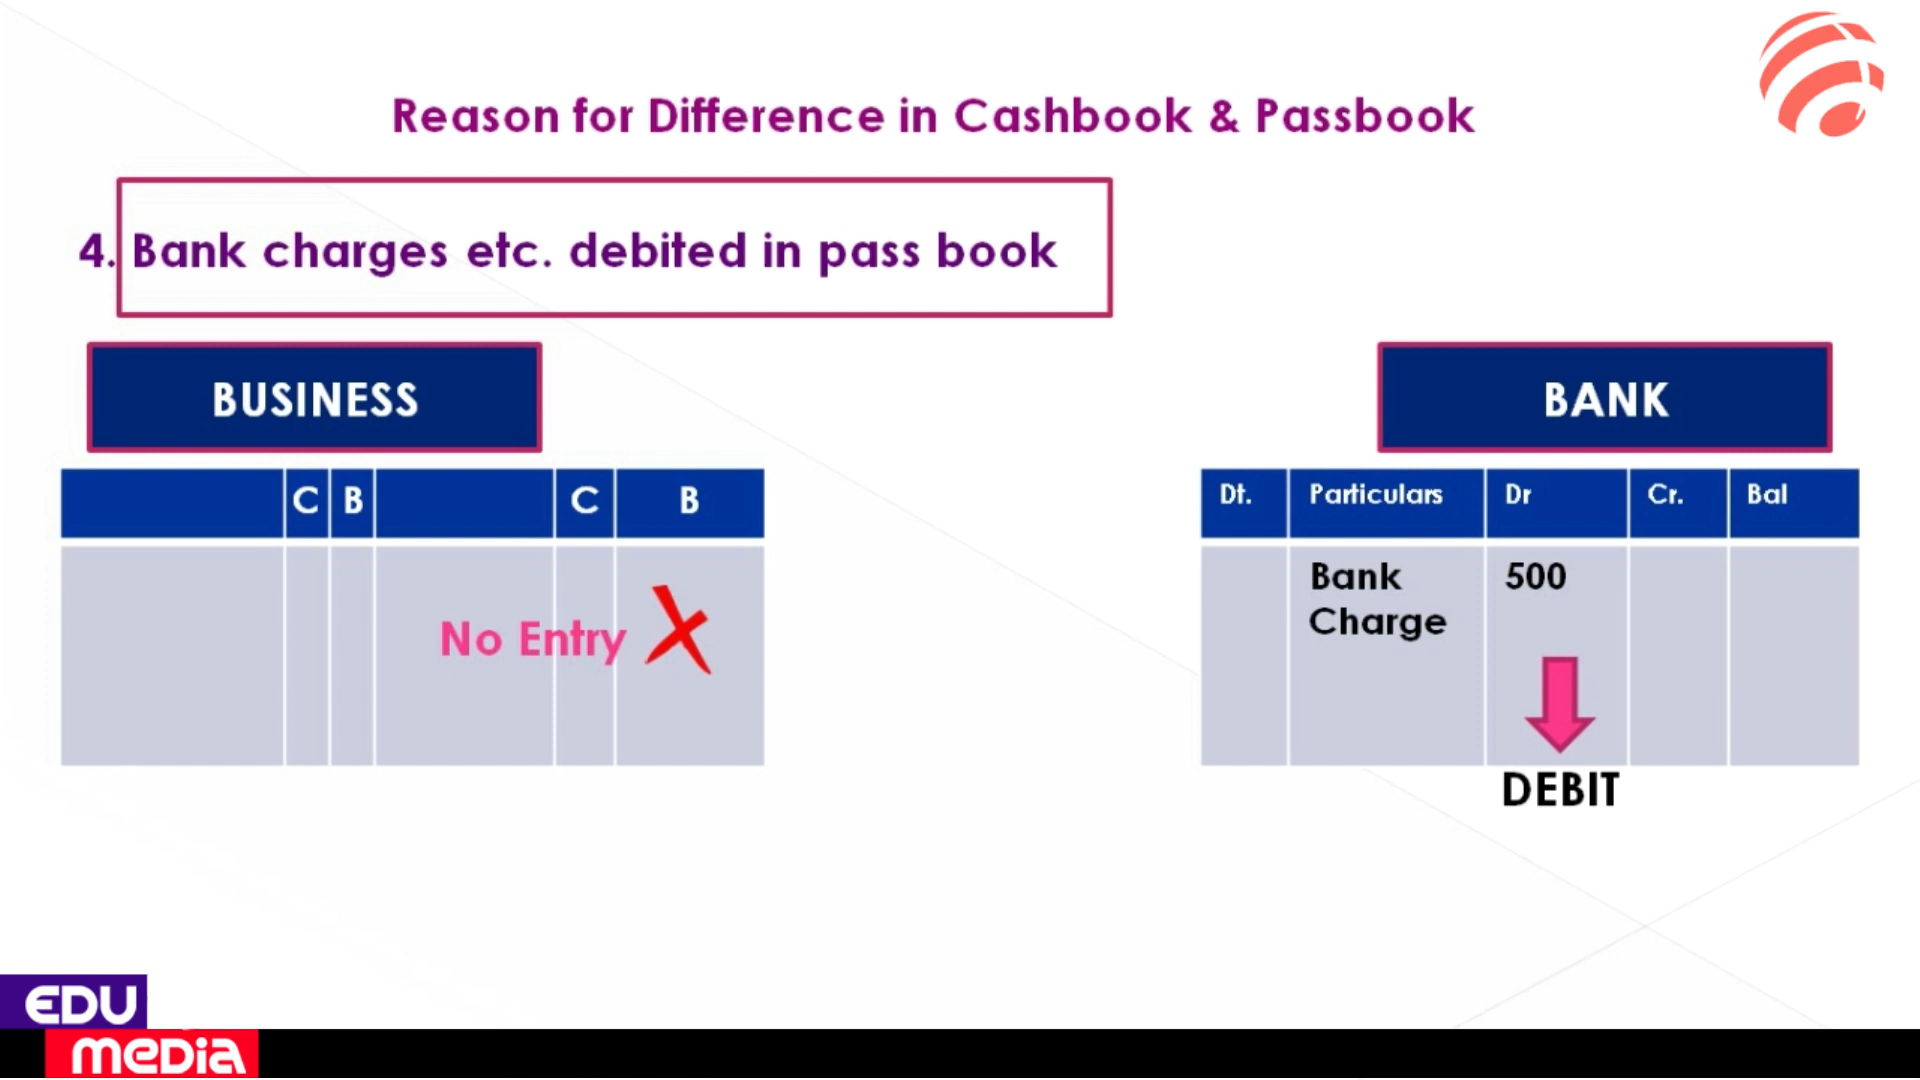 Reason for Difference in Cashbook & Passbook
4. Bank charges etc. debited in pass book
BUSINESS
BANK
C B C B
Dt. Particulars Dr Cr. Bal
No Entry
Bank 500
Charge
DEBIT
EDU
meDia